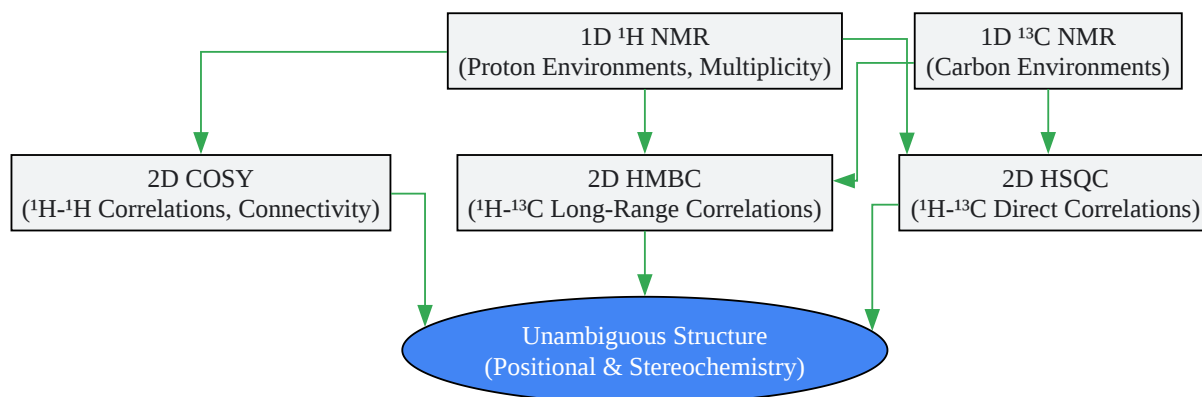 1D ¹H NMR
(Proton Environments, Multiplicity)
1D ¹³C NMR
(Carbon Environments)
2D COSY
(¹H-¹H Correlations, Connectivity)
2D HMBC
(¹H-¹³C Long-Range Correlations)
2D HSQC
(¹H-¹³C Direct Correlations)
Unambiguous Structure
(Positional & Stereochemistry)